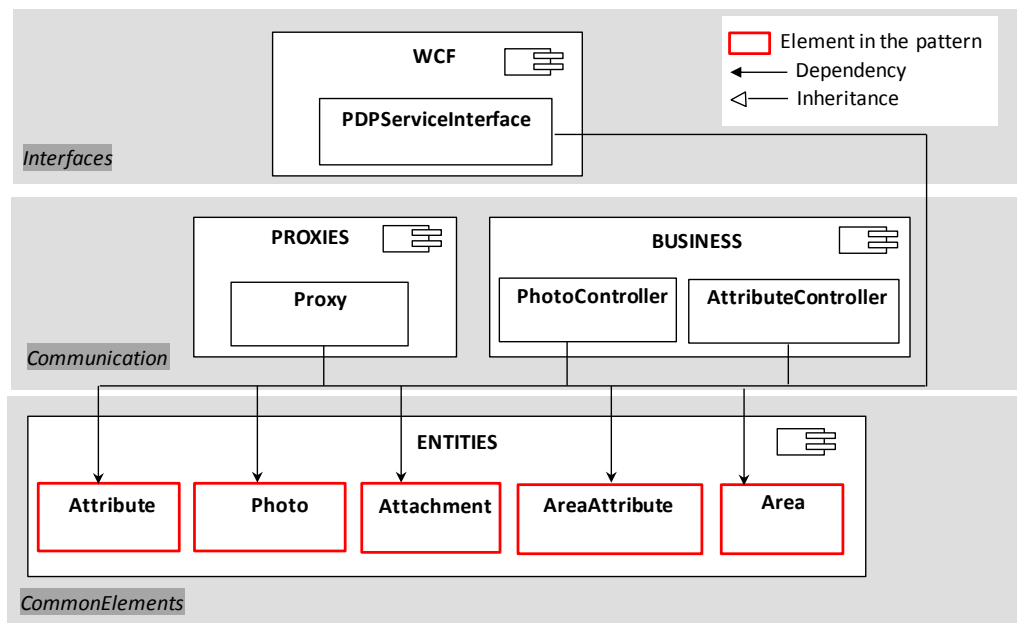 WCF
PDPServiceInterface
Element in the pattern
Dependency
Inheritance
Interfaces
PROXIES
Proxy
BUSINESS
PhotoController
AttributeController
Communication
ENTITIES
Attribute
Photo
Attachment
AreaAttribute
Area
CommonElements